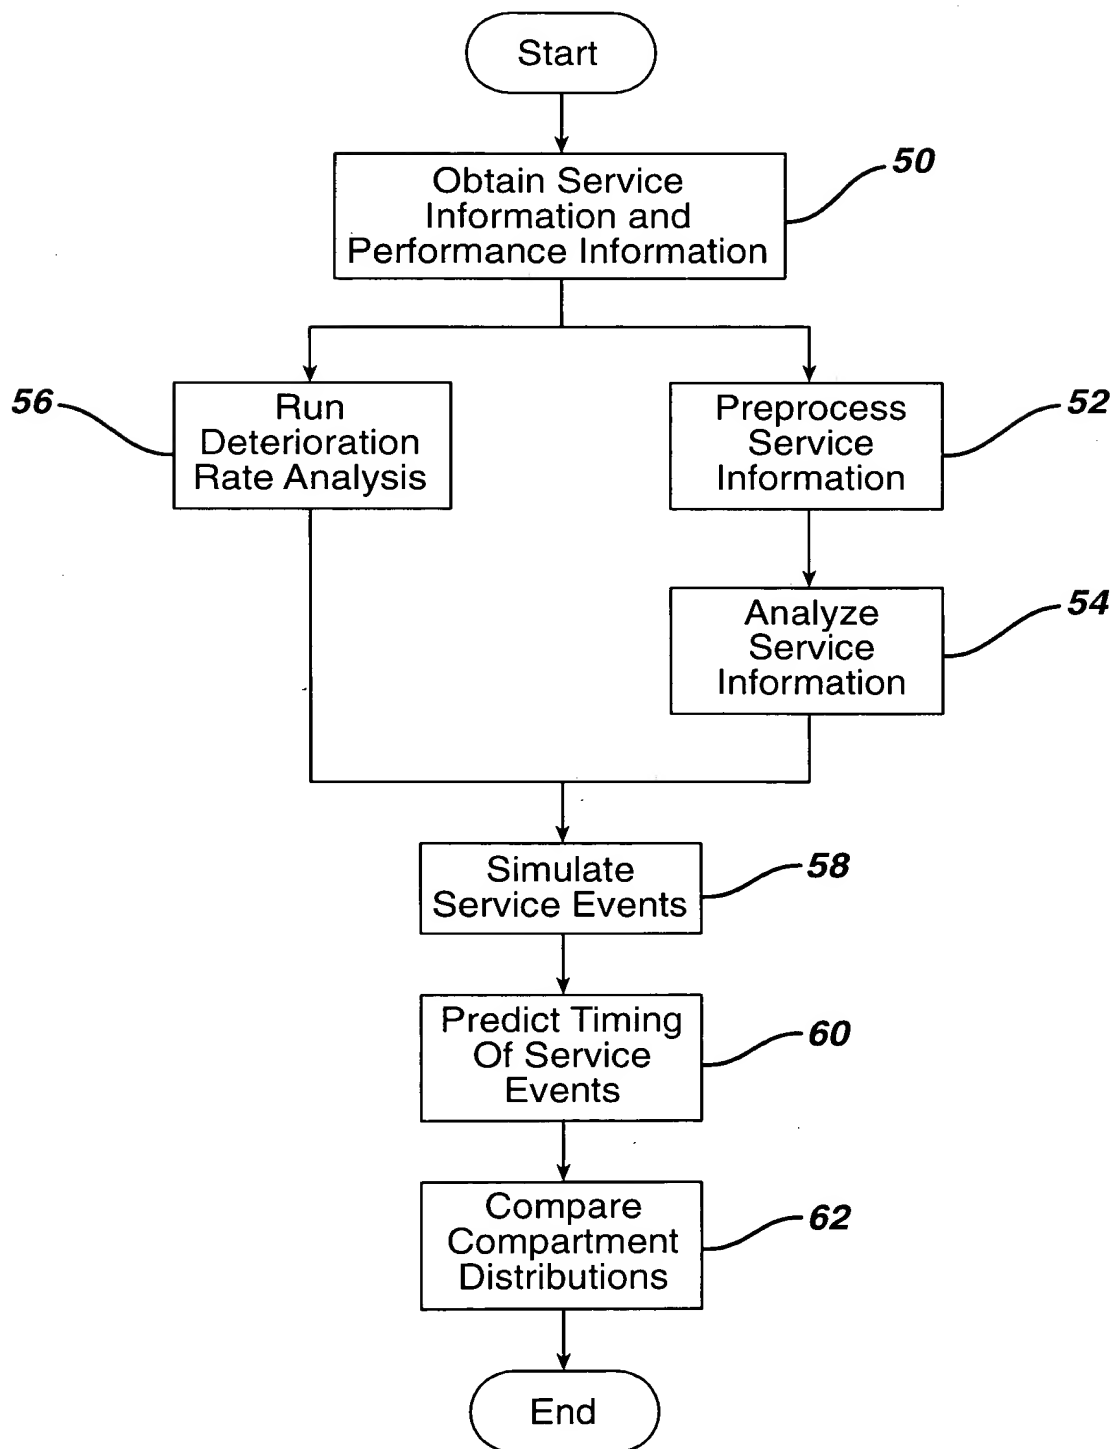 Start
Obtain Service
Information and
Performance Information
50
56
Run
Deterioration
Rate Analysis
Preprocess
Service
Information
52
Analyze
Service
Information
54
Simulate
Service Events
58
Predict Timing
Of Service
Events
60
Compare
Compartment
Distributions
62
End